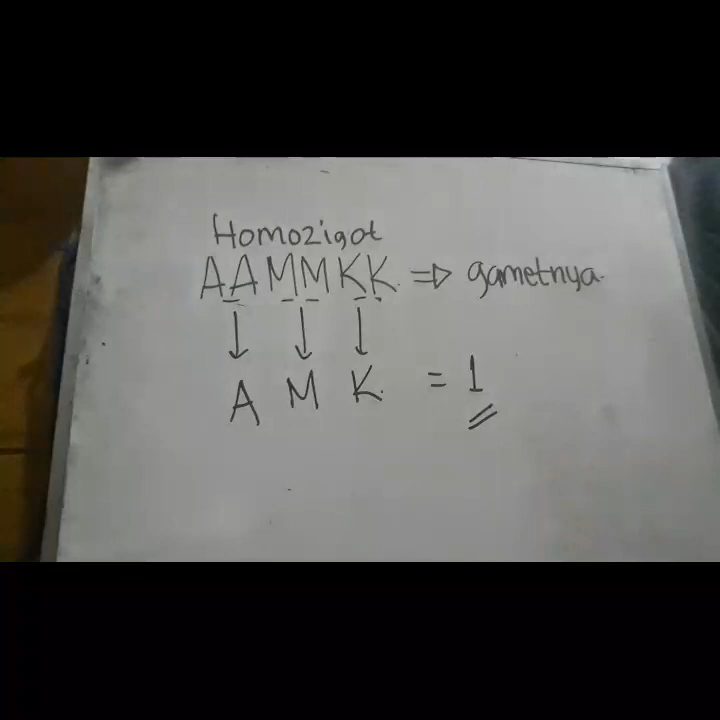 Homozigot
AAMMKK. => gametnya.
A M K. = 1